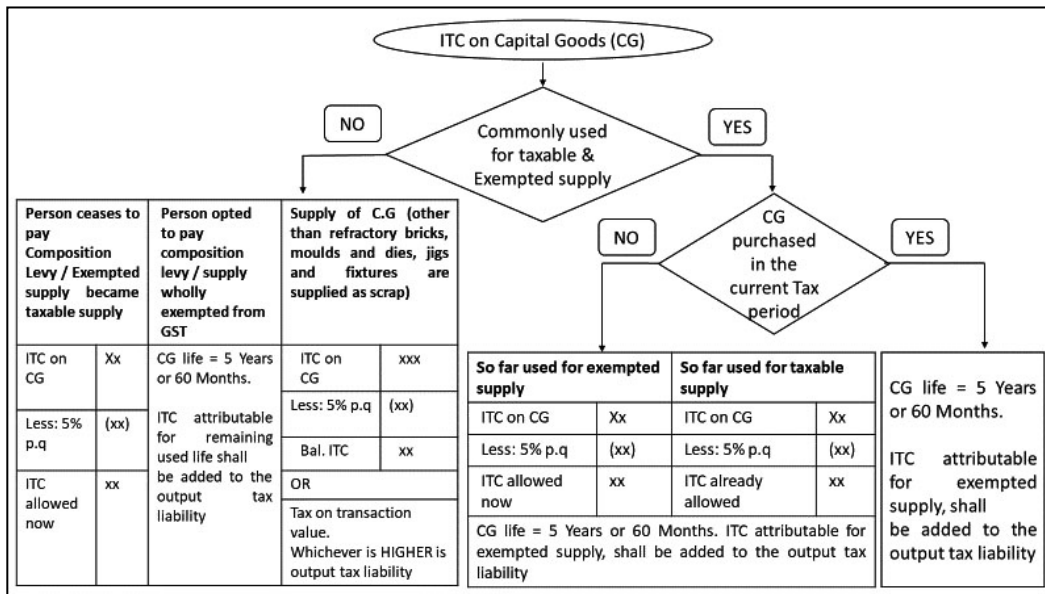 ITC on Capital Goods (CG)
NO
Commonly used
for taxable &
Exempted supply
YES
Person ceases to
pay
Composition
Levy / Exempted
supply became
taxable supply
Person opted
to pay
composition
levy / supply
wholly
exempted from
GST
Supply of C.G (other
than refractory bricks,
moulds and dies, jigs
and fixtures are
supplied as scrap)
ITC on
CG
Xx
Less: 5%
p.q
(xx)
ITC
allowed
now
xx
CG life = 5 Years
or 60 Months.
ITC attributable
for remaining
used life shall
be added to the
output tax
liability
ITC on
CG
xxx
Less: 5% p.q
(xx)
Bal. ITC
xx
OR
Tax on transaction
value.
Whichever is HIGHER is
output tax liability
NO
CG
purchased
in the
current Tax
period
YES
So far used for exempted
supply
So far used for taxable
supply
ITC on CG
Xx
ITC on CG
Xx
Less: 5% p.q
(xx)
Less: 5% p.q
(xx)
ITC allowed
now
xx
ITC already
allowed
xx
CG life = 5 Years or 60 Months. ITC attributable for
exempted supply, shall be added to the output tax
liability
CG life = 5 Years
or 60 Months.
ITC attributable
for exempted
supply, shall
be added to the
output tax liability